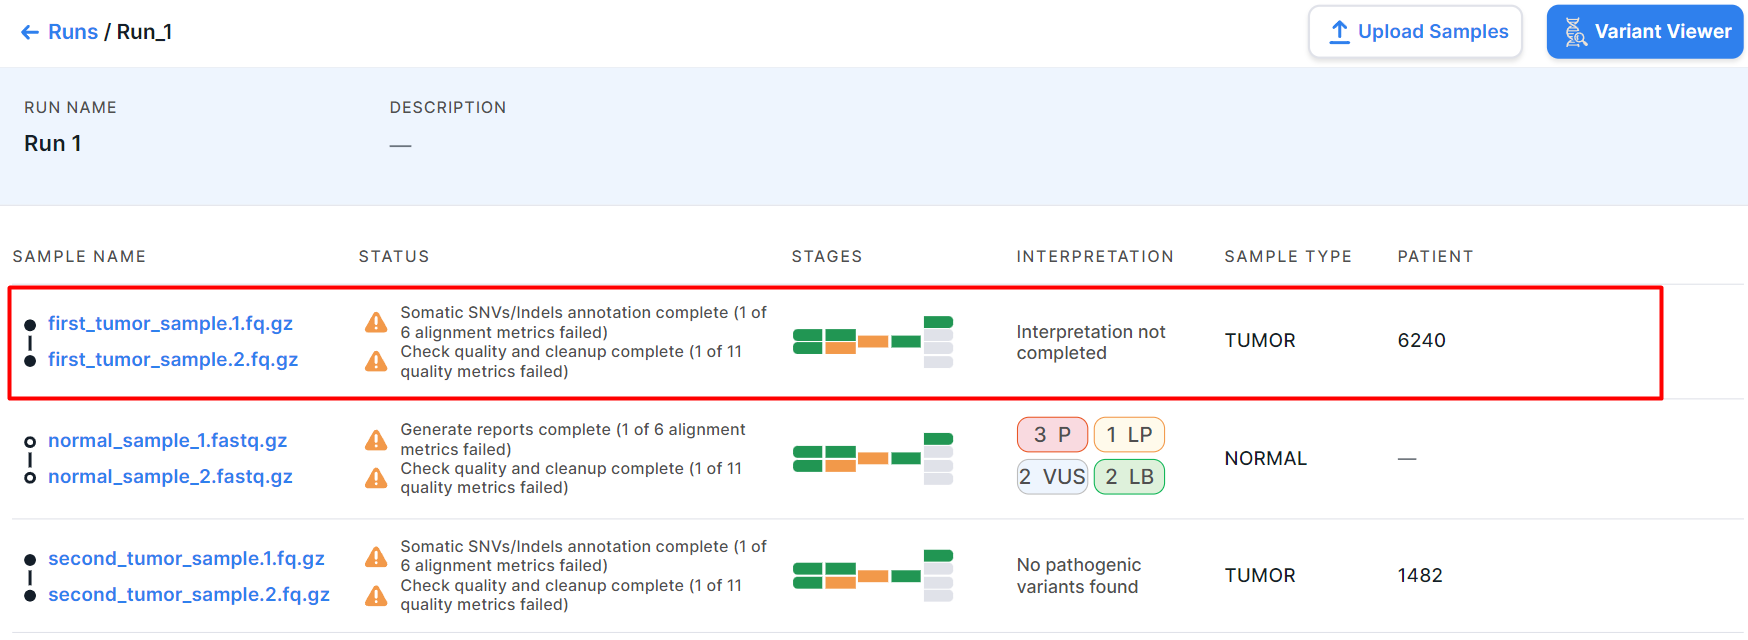 Runs / Run_1
Upload Samples
Variant Viewer
RUN NAME
DESCRIPTION
Run 1
—
SAMPLE NAME
STATUS
STAGES
INTERPRETATION
SAMPLE TYPE
PATIENT
first_tumor_sample.1.fq.gz
first_tumor_sample.2.fq.gz
Somatic SNVs/Indels annotation complete (1 of
6 alignment metrics failed)
Check quality and cleanup complete (1 of 11
quality metrics failed)
Interpretation not
completed
TUMOR
6240
normal_sample_1.fastq.gz
normal_sample_2.fastq.gz
Generate reports complete (1 of 6 alignment
metrics failed)
Check quality and cleanup complete (1 of 11
quality metrics failed)
3 P
1 LP
2 VUS
2 LB
NORMAL
—
second_tumor_sample.1.fq.gz
second_tumor_sample.2.fq.gz
Somatic SNVs/Indels annotation complete (1 of
6 alignment metrics failed)
Check quality and cleanup complete (1 of 11
quality metrics failed)
No pathogenic
variants found
TUMOR
1482